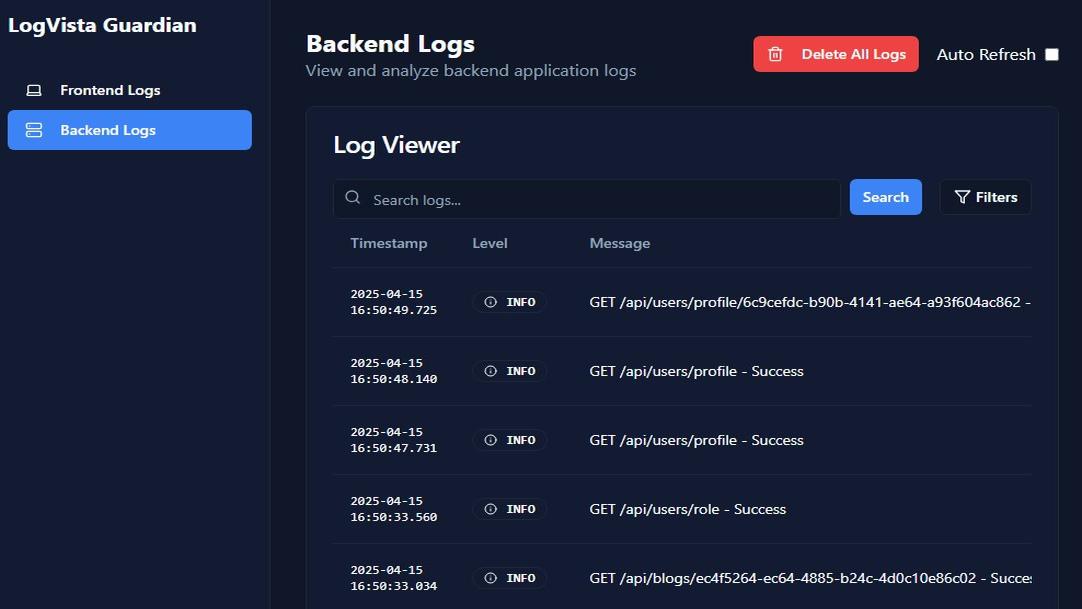 LogVista Guardian
Frontend Logs
Backend Logs
Backend Logs
View and analyze backend application logs
Delete All Logs
Auto Refresh
Log Viewer
Search logs...
Search
Filters
Timestamp Level Message
2025-04-15
16:50:49.725
INFO
GET /api/users/profile/6c9cefdc-b90b-4141-ae64-a93f604ac862 -
2025-04-15
16:50:48.140
INFO
GET /api/users/profile - Success
2025-04-15
16:50:47.731
INFO
GET /api/users/profile - Success
2025-04-15
16:50:33.560
INFO
GET /api/users/role - Success
2025-04-15
16:50:33.034
INFO
GET /api/blogs/ec4f5264-ec64-4885-b24c-4d0c10e86c02 - Succes